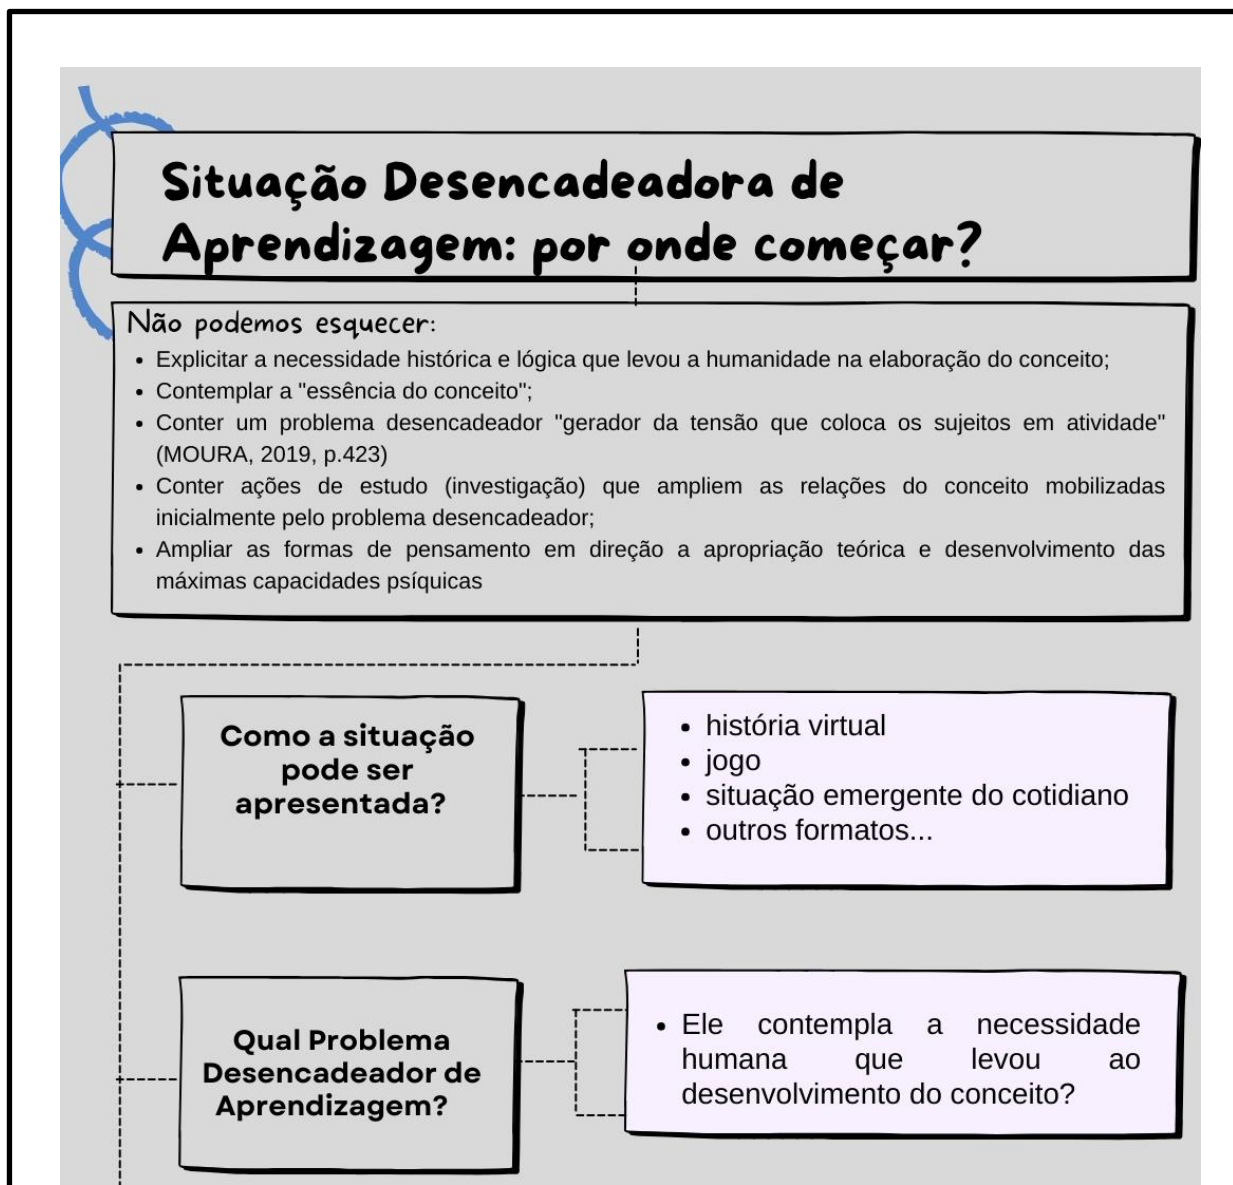 Situação Desencadeadora de
Aprendizagem: por onde começar?
Não podemos esquecer:
• Explicitar a necessidade histórica e lógica que levou a humanidade na elaboração do conceito;
• Contemplar a "essência do conceito";
• Conter um problema desencadeador "gerador da tensão que coloca os sujeitos em atividade"
(MOURA, 2019, p.423)
• Conter ações de estudo (investigação) que ampliem as relações do conceito mobilizadas
inicialmente pelo problema desencadeador;
• Ampliar as formas de pensamento em direção a apropriação teórica e desenvolvimento das
máximas capacidades psíquicas
Como a situação
pode ser
apresentada?
• história virtual
• jogo
• situação emergente do cotidiano
• outros formatos...
Qual Problema
Desencadeador de
Aprendizagem?
• Ele contempla a necessidade
humana que levou ao
desenvolvimento do conceito?